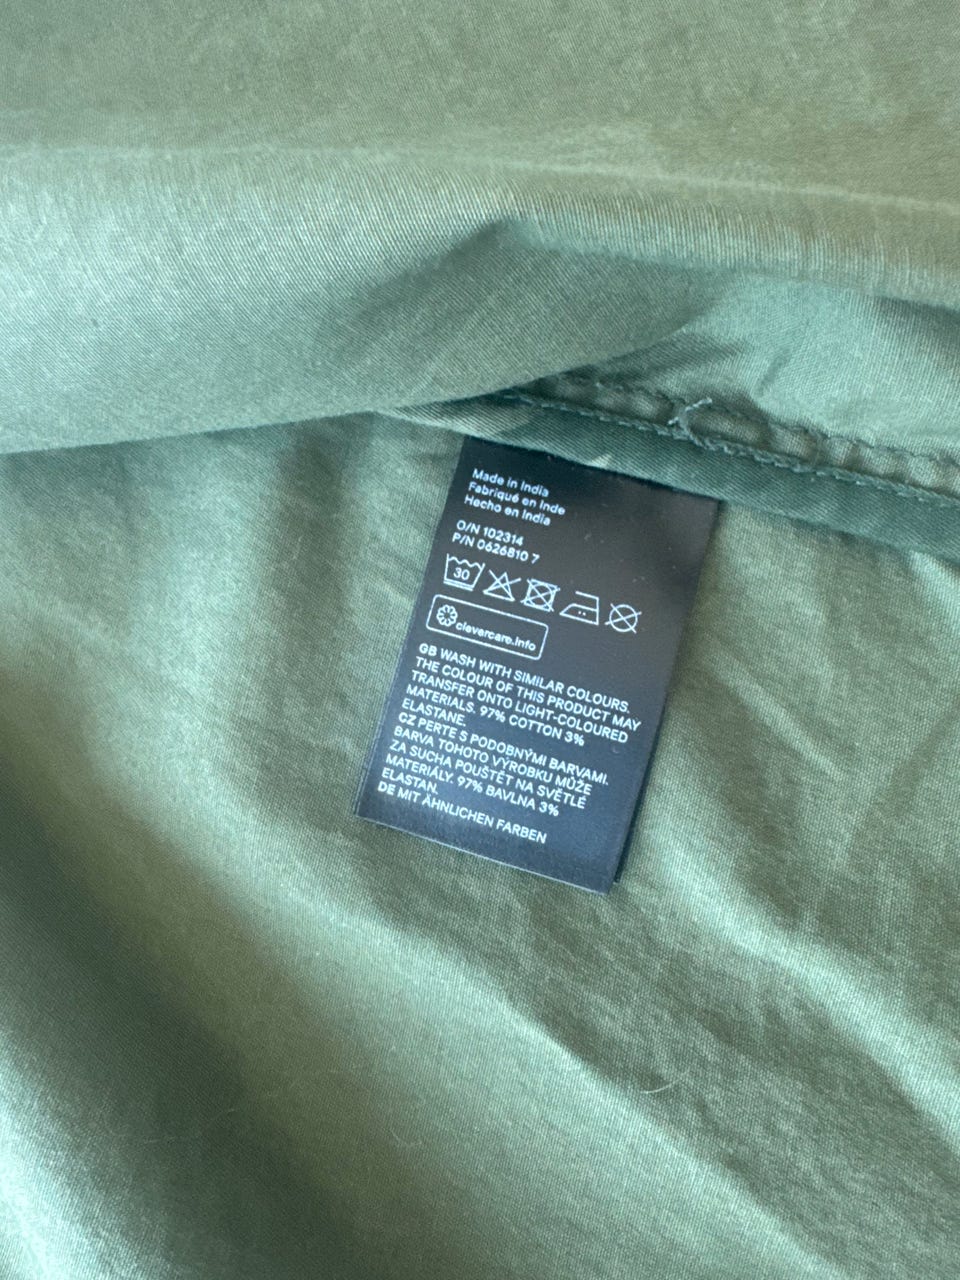 Made in India
Fabriqué en Inde
Hecho en India
O/N 102314
P/N 0626810 7
30
clevercare.info
GB WASH WITH SIMILAR COLOURS.
THE COLOUR OF THIS PRODUCT MAY
TRANSFER ONTO LIGHT-COLOURED
MATERIALS. 97% COTTON 3%
ELASTANE.
CZ PERTE S PODOBNÝMI BARVAMI.
BARVA TOHOTO VÝROBKU MŮŽE
ZA SUCHA POUŠTĚT NA SVĚTLÉ
MATERIÁLY. 97% BAVLNA 3%
ELASTAN.
DE MIT ÄHNLICHEN FARBEN